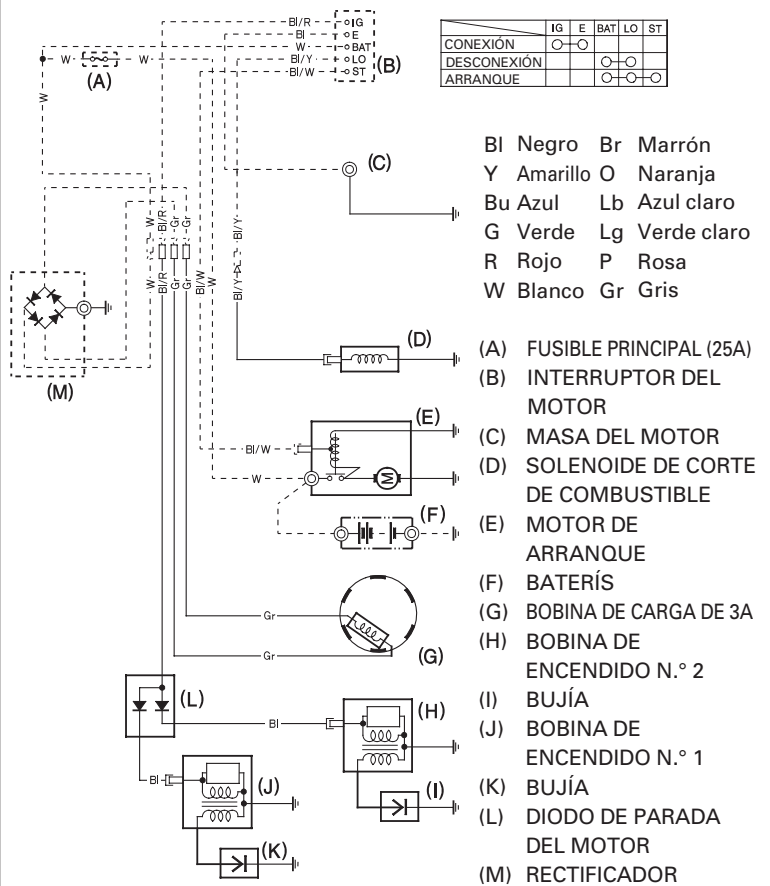 Bl/R IG
Bl E
W BAT
Bl/Y LO
Bl/W ST
(B)
W W
(A)
W
IG E BAT LO ST
CONEXIÓN
DESCONEXIÓN
ARRANQUE
(C)
Bl Negro Br Marrón
Y Amarillo O Naranja
Bu Azul Lb Azul claro
G Verde Lg Verde claro
R Rojo P Rosa
W Blanco Gr Gris
W Bl/R Gr Gr
W Bl/R Gr Gr
Bl/W
W
Bl/Y
Bl/Y
(M)
(D)
(E)
Bl/W
W
M
(F)
Gr
Gr
(G)
(L)
Bl
(H)
(I)
Bl
(J)
(K)
(A) FUSIBLE PRINCIPAL (25A)
(B) INTERRUPTOR DEL
MOTOR
(C) MASA DEL MOTOR
(D) SOLENOIDE DE CORTE
DE COMBUSTIBLE
(E) MOTOR DE
ARRANQUE
(F) BATERÍS
(G) BOBINA DE CARGA DE 3A
(H) BOBINA DE
ENCENDIDO N.° 2
(I) BUJÍA
(J) BOBINA DE
ENCENDIDO N.° 1
(K) BUJÍA
(L) DIODO DE PARADA
DEL MOTOR
(M) RECTIFICADOR